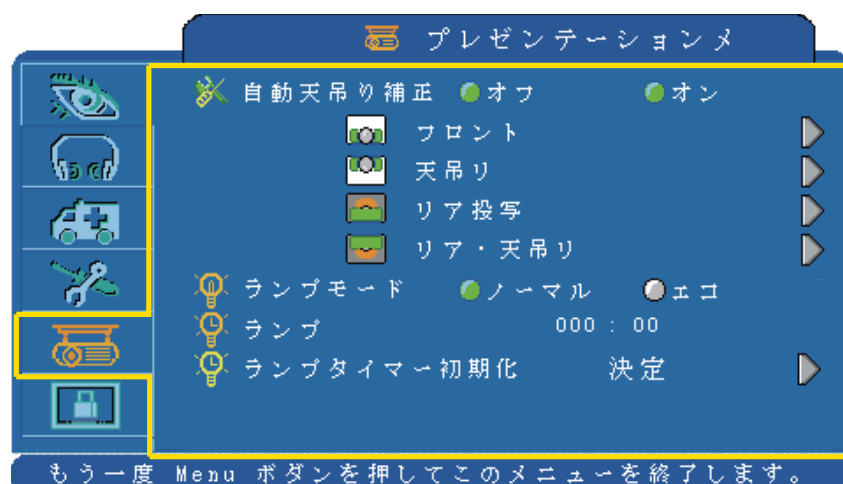 プレゼンテーションメ
自動天吊り補正 オフ オン
フロント
天吊り
リア投写
リア・天吊り
ランプモード ノーマル エコ
ランプ 000 : 00
ランプタイマー初期化 決定
もう一度 Menu ボダンを押してこのメニューを終了します。